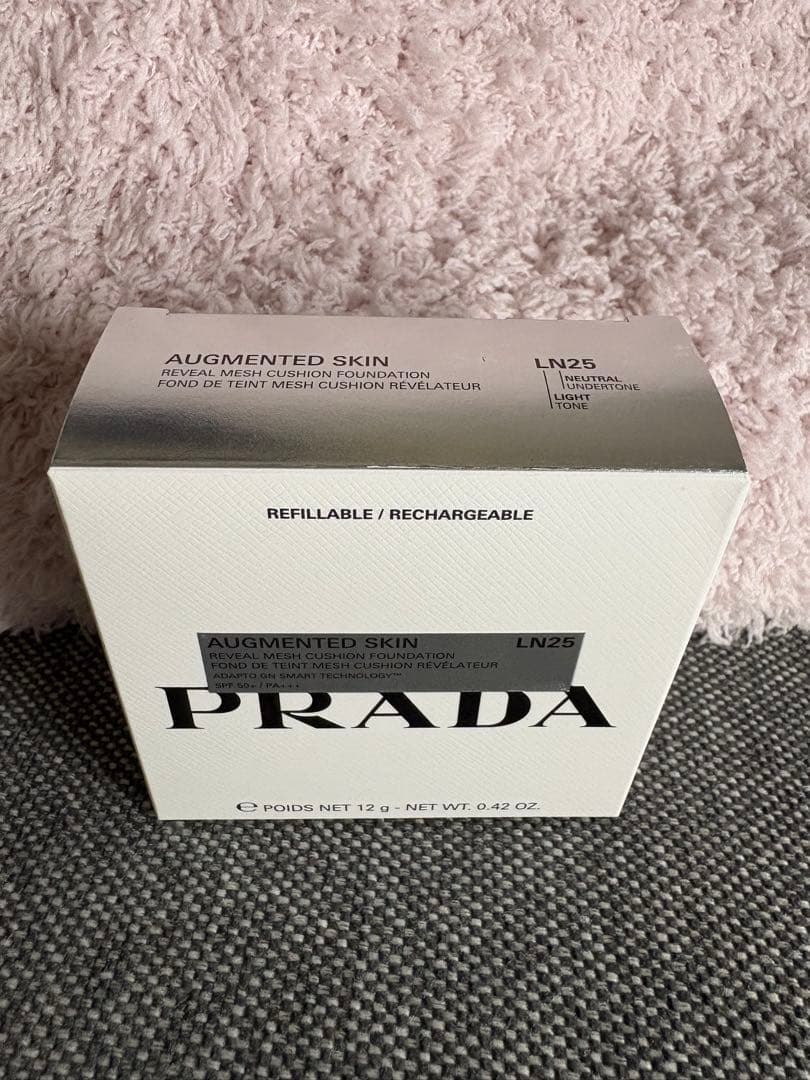 AUGMENTED SKIN
REVEAL MESH CUSHION FOUNDATION
FOND DE TEINT MESH CUSHION RÉVÉLATEUR
LN25
NEUTRAL
UNDERTONE
LIGHT
TONE
REFILLABLE / RECHARGEABLE
AUGMENTED SKIN LN25
REVEAL MESH CUSHION FOUNDATION
FOND DE TEINT MESH CUSHION RÉVÉLATEUR
ADAPTO GN SMART TECHNOLOGY™
SPF 50+ / PA+++
PRADA
℮ POIDS NET 12 g - NET WT. 0.42 OZ.